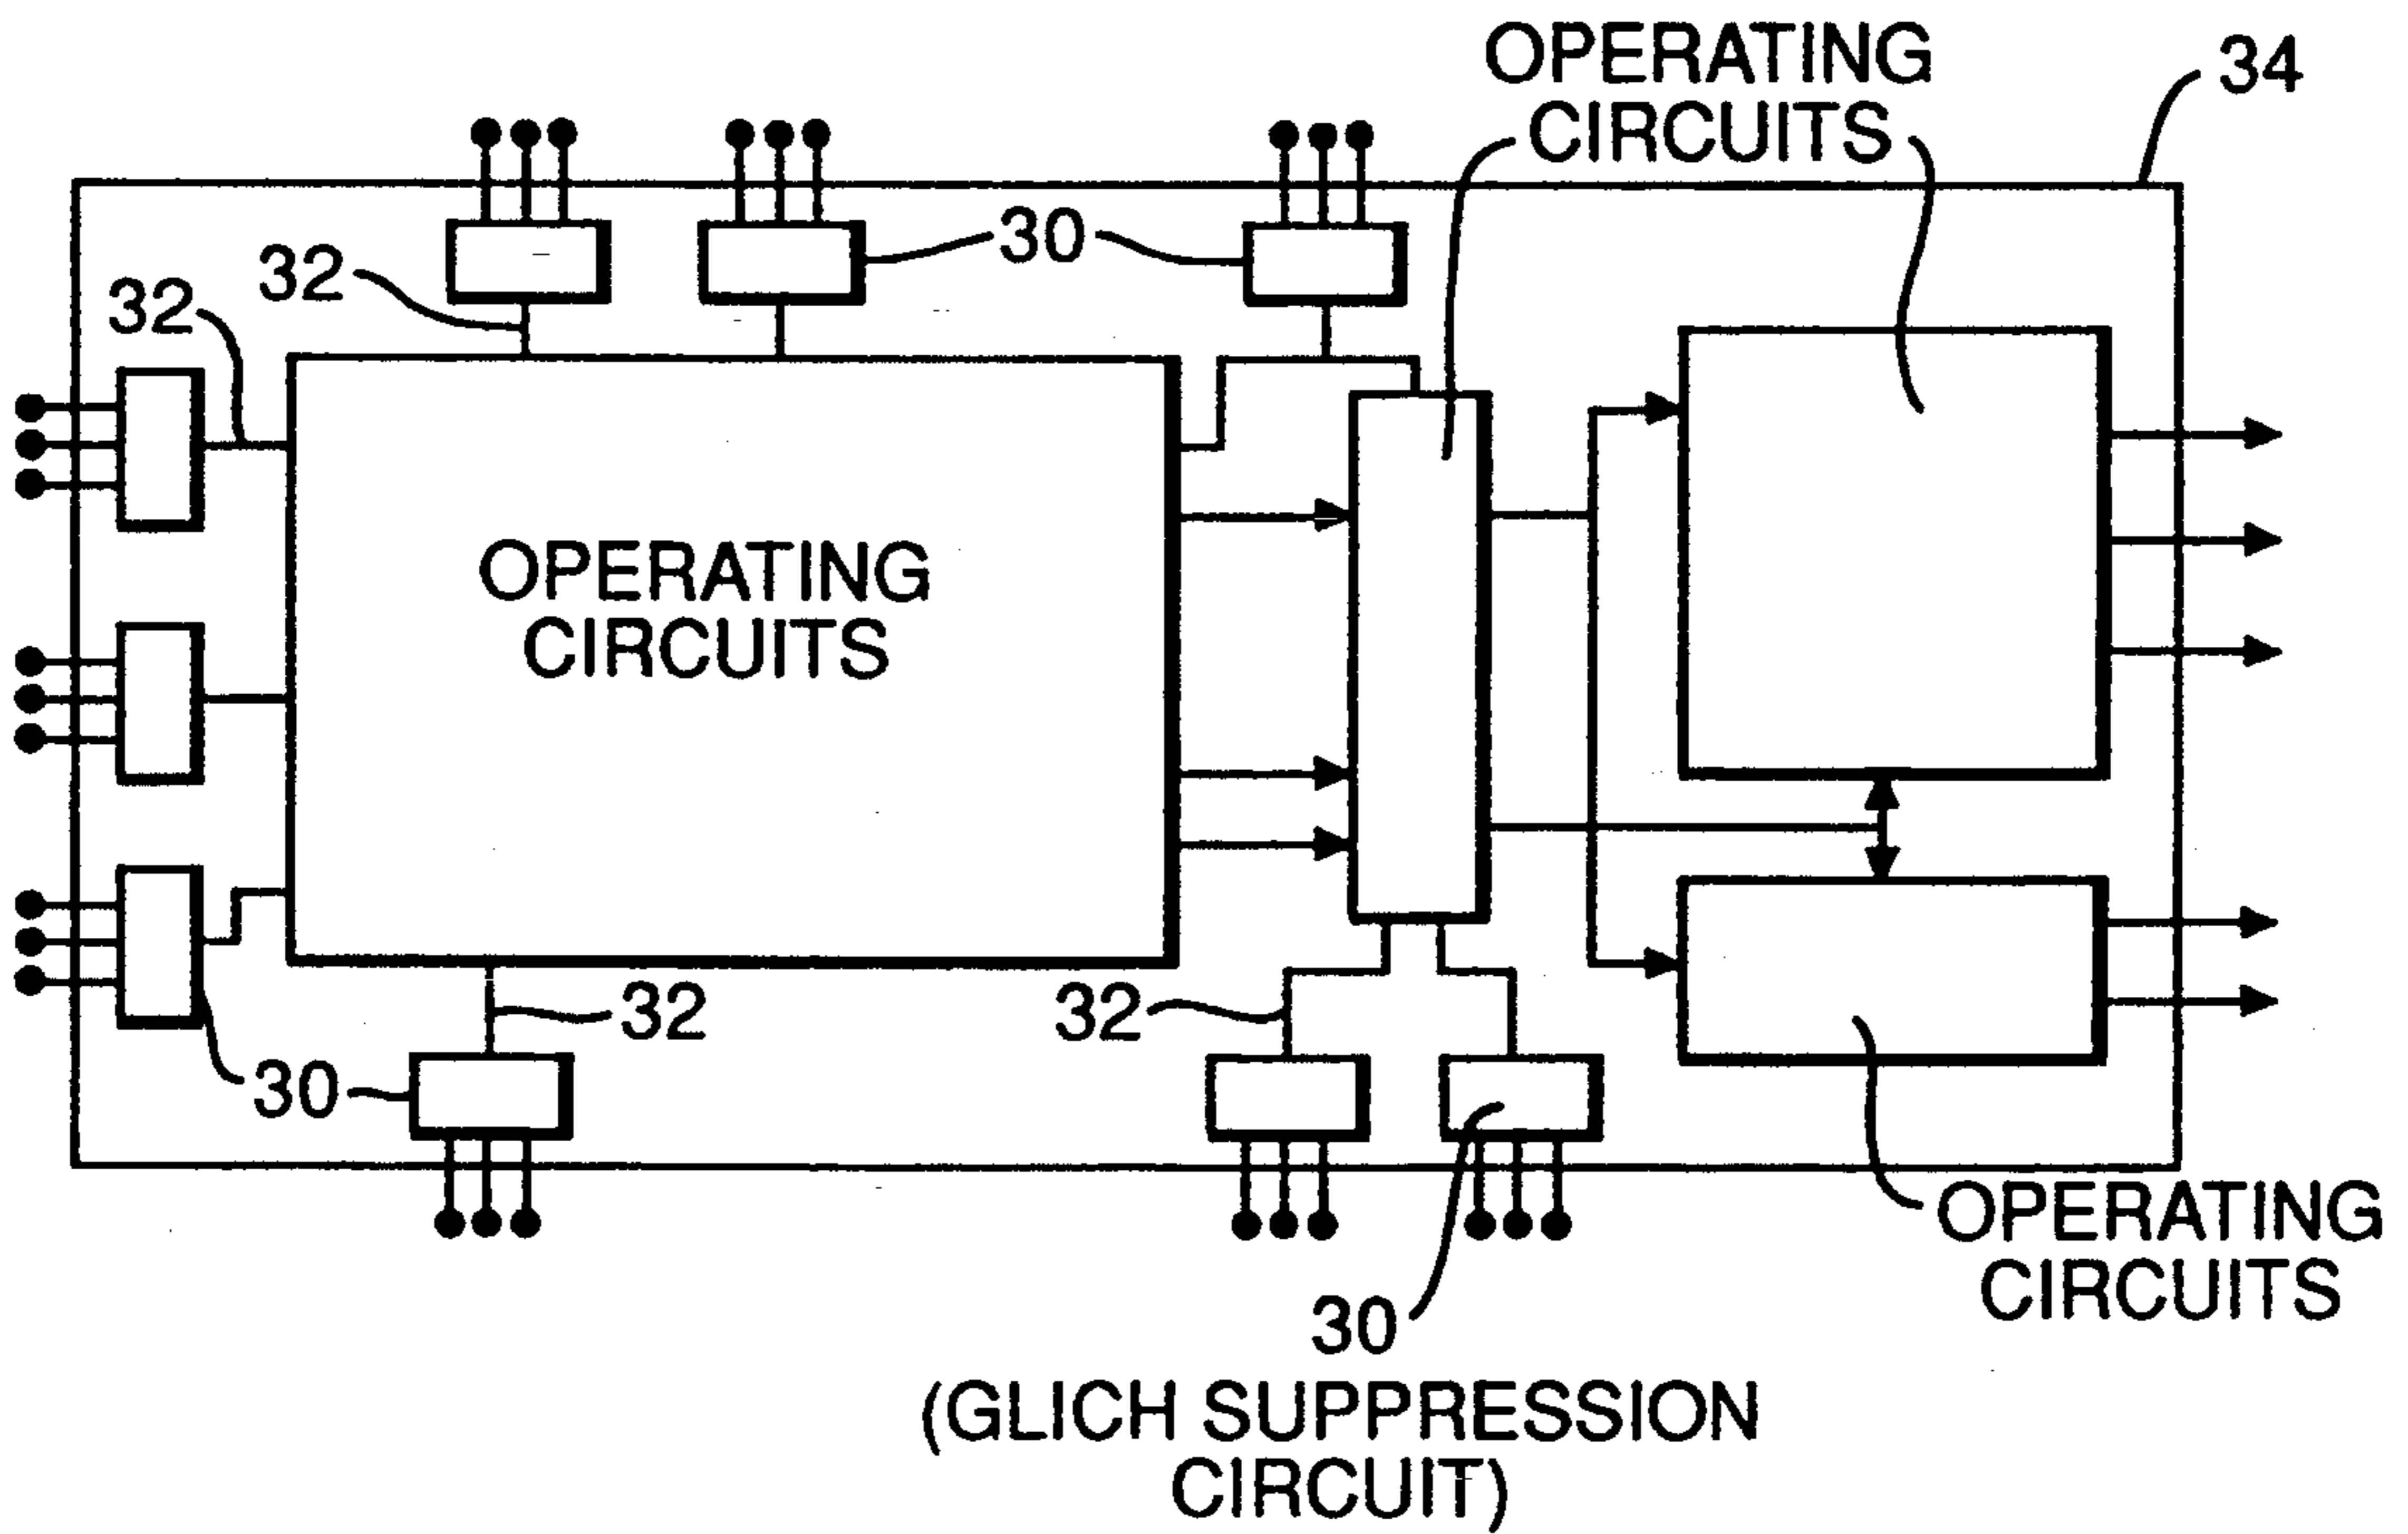 OPERATING
CIRCUITS
34
30
32
32
OPERATING
CIRCUITS
32
32
30
OPERATING
CIRCUITS
30
(GLICH SUPPRESSION
CIRCUIT)